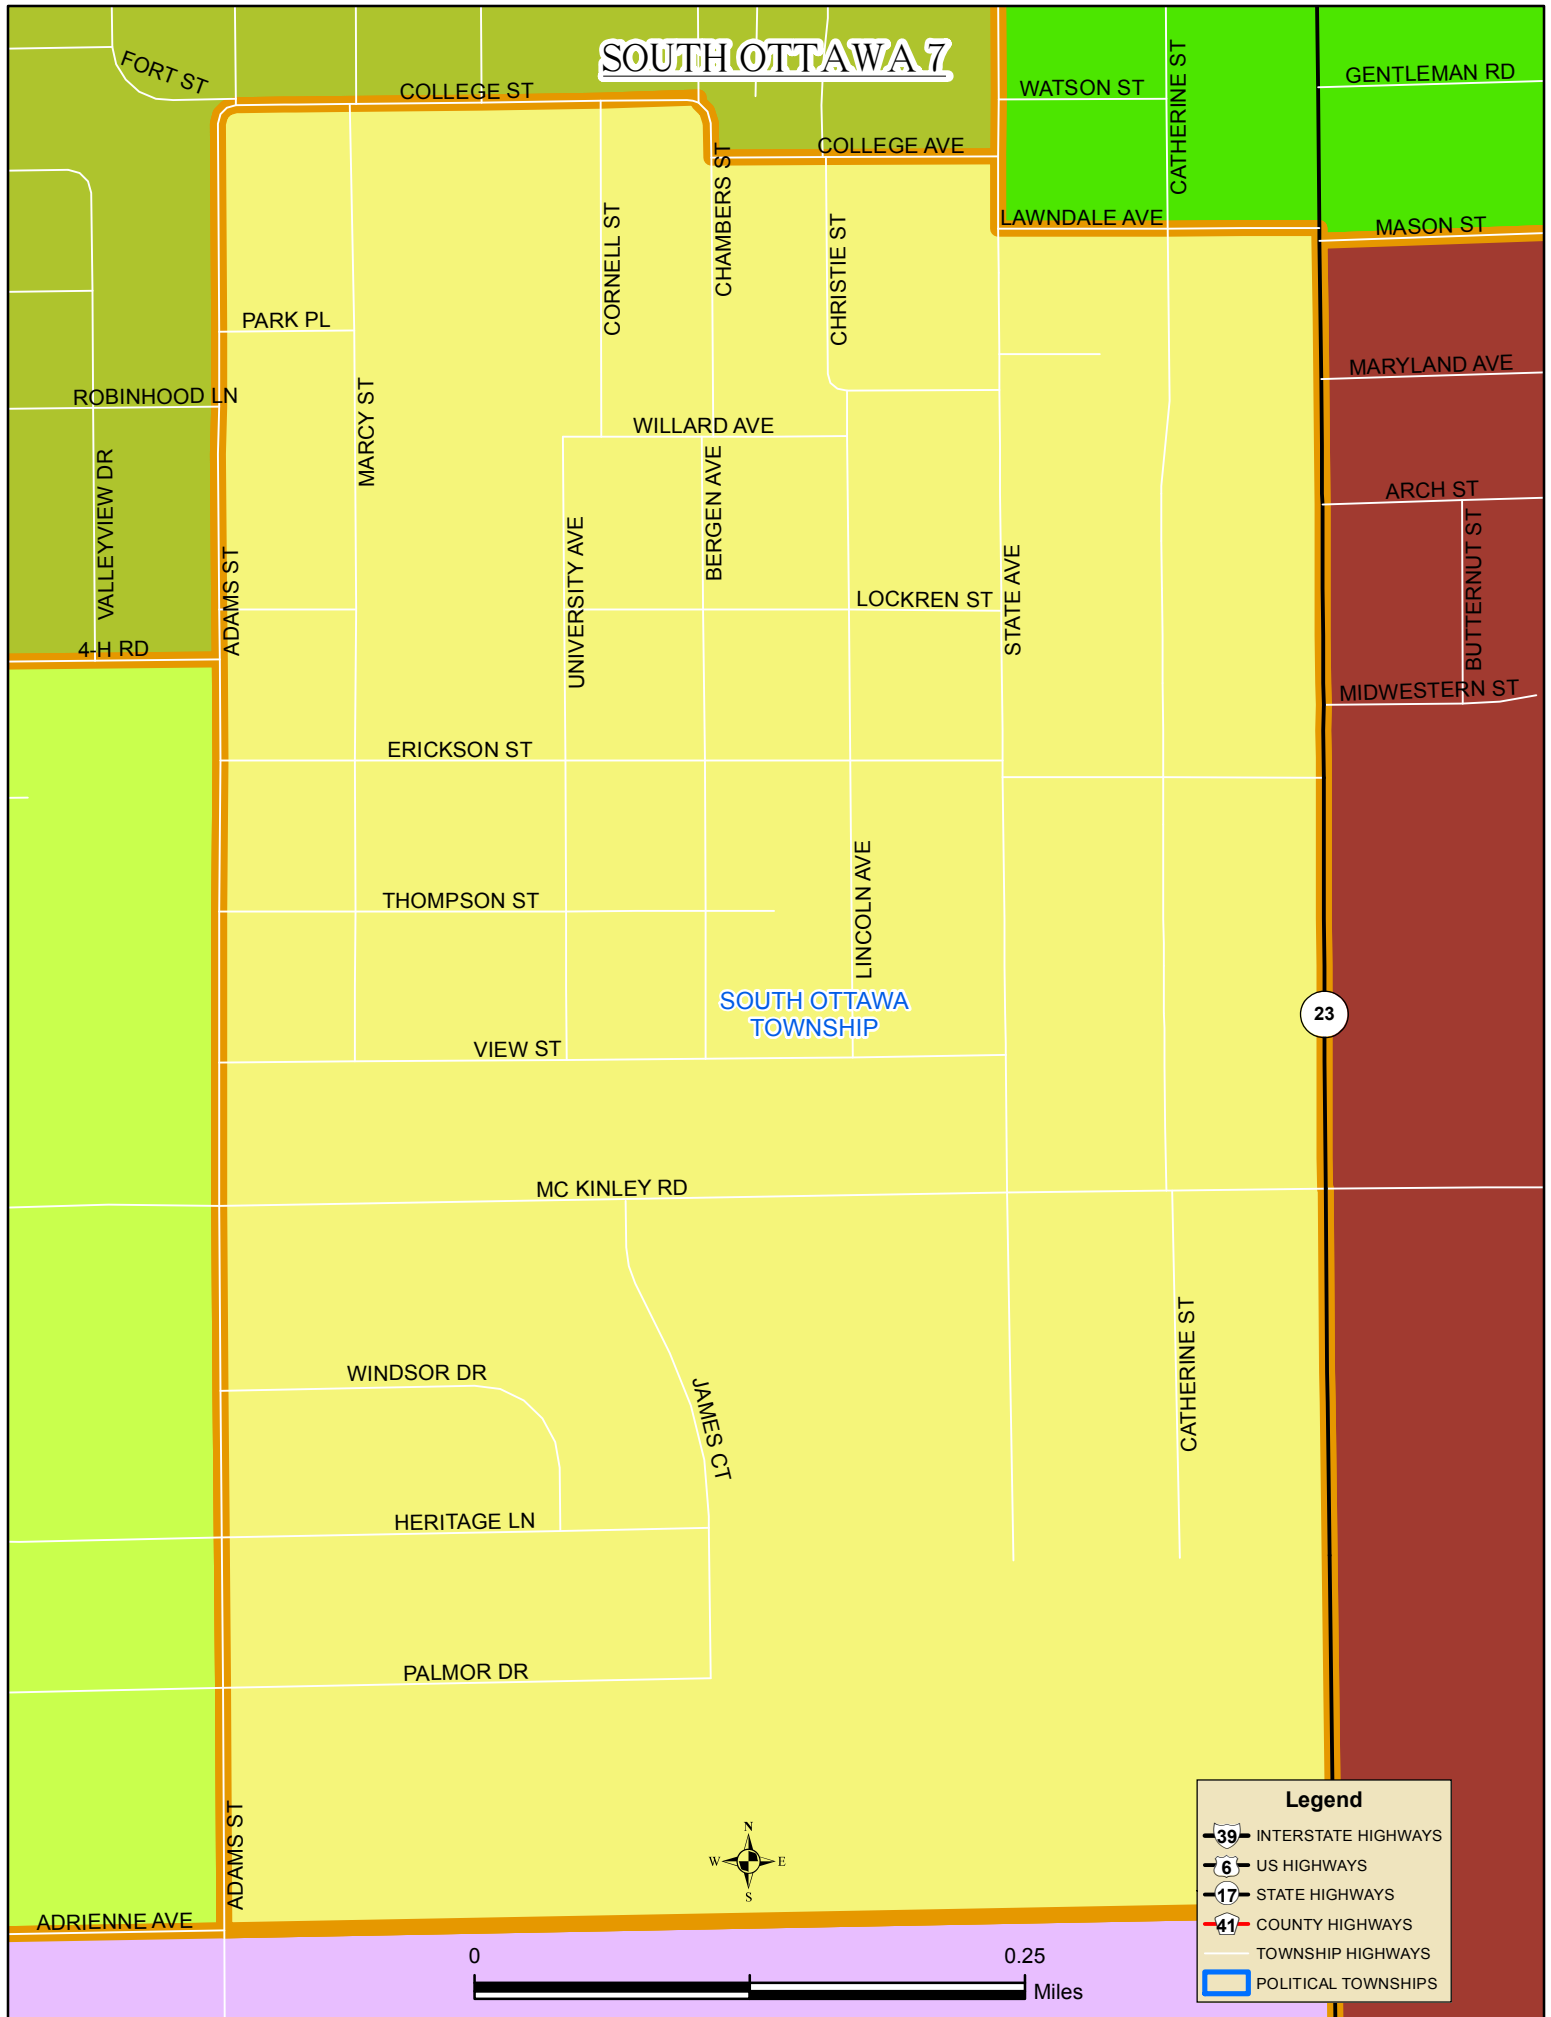 SOUTH OTTAWA 7
FORT ST
COLLEGE ST
WATSON ST
CATHERINE ST
GENTLEMAN RD
COLLEGE AVE
CHAMBERS ST
CORNELL ST
CHRISTIE ST
LAWNDALE AVE
MASON ST
PARK PL
MARYLAND AVE
ROBINHOOD LN
MARCY ST
WILLARD AVE
VALLEYVIEW DR
BERGEN AVE
ARCH ST
BUTTERNUT ST
ADAMS ST
UNIVERSITY AVE
LOCKREN ST
STATE AVE
4-H RD
MIDWESTERN ST
ERICKSON ST
THOMPSON ST
LINCOLN AVE
SOUTH OTTAWA
TOWNSHIP
23
VIEW ST
MC KINLEY RD
WINDSOR DR
JAMES CT
CATHERINE ST
HERITAGE LN
PALMOR DR
ADAMS ST
ADRIENNE AVE
N
W E
S
0 0.25
Miles
Legend
39 INTERSTATE HIGHWAYS
6 US HIGHWAYS
17 STATE HIGHWAYS
41 COUNTY HIGHWAYS
TOWNSHIP HIGHWAYS
POLITICAL TOWNSHIPS